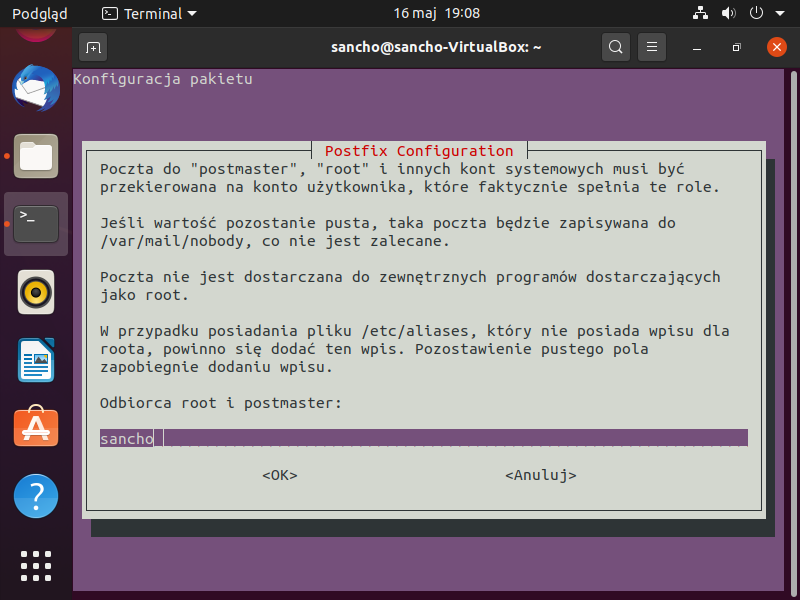 Podgląd
Terminal
16 maj 19:08
sancho@sancho-VirtualBox: ~
Konfiguracja pakietu
Postfix Configuration
Poczta do "postmaster", "root" i innych kont systemowych musi być
przekierowana na konto użytkownika, które faktycznie spełnia te role.
Jeśli wartość pozostanie pusta, taka poczta będzie zapisywana do
/var/mail/nobody, co nie jest zalecane.
Poczta nie jest dostarczana do zewnętrznych programów dostarczających
jako root.
W przypadku posiadania pliku /etc/aliases, który nie posiada wpisu dla
roota, powinno się dodać ten wpis. Pozostawienie pustego pola
zapobiegnie dodaniu wpisu.
Odbiorca root i postmaster:
sancho
<OK>
<Anuluj>